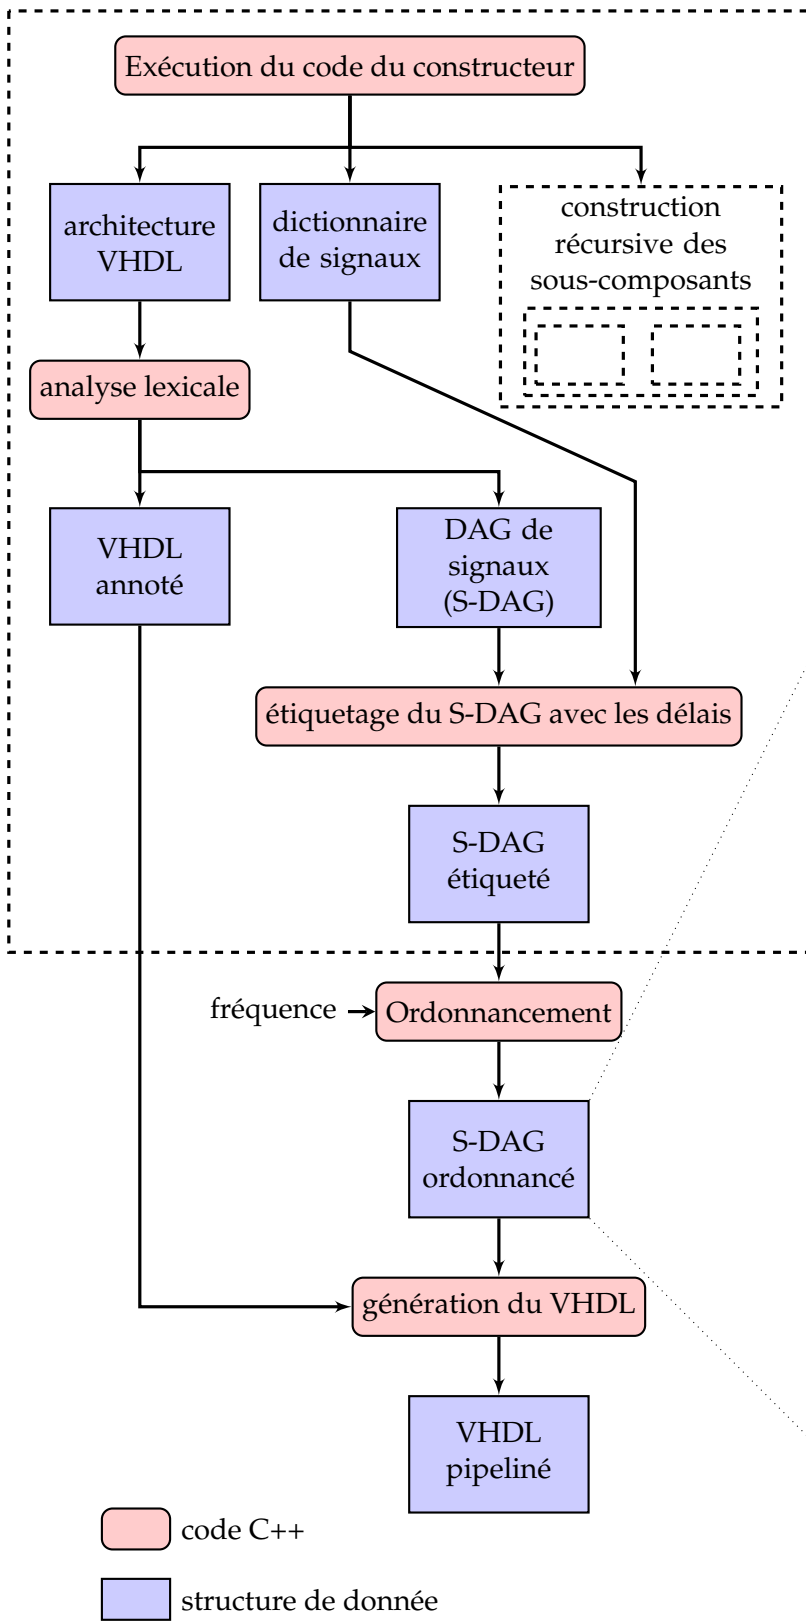 Exécution du code du constructeur
architecture
VHDL
dictionnaire
de signaux
construction
récursive des
sous-composants
analyse lexicale
VHDL
annoté
DAG de
signaux
(S-DAG)
étiquetage du S-DAG avec les délais
S-DAG
étiqueté
fréquence
Ordonnancement
S-DAG
ordonnancé
génération du VHDL
VHDL
pipeliné
code C++
structure de donnée